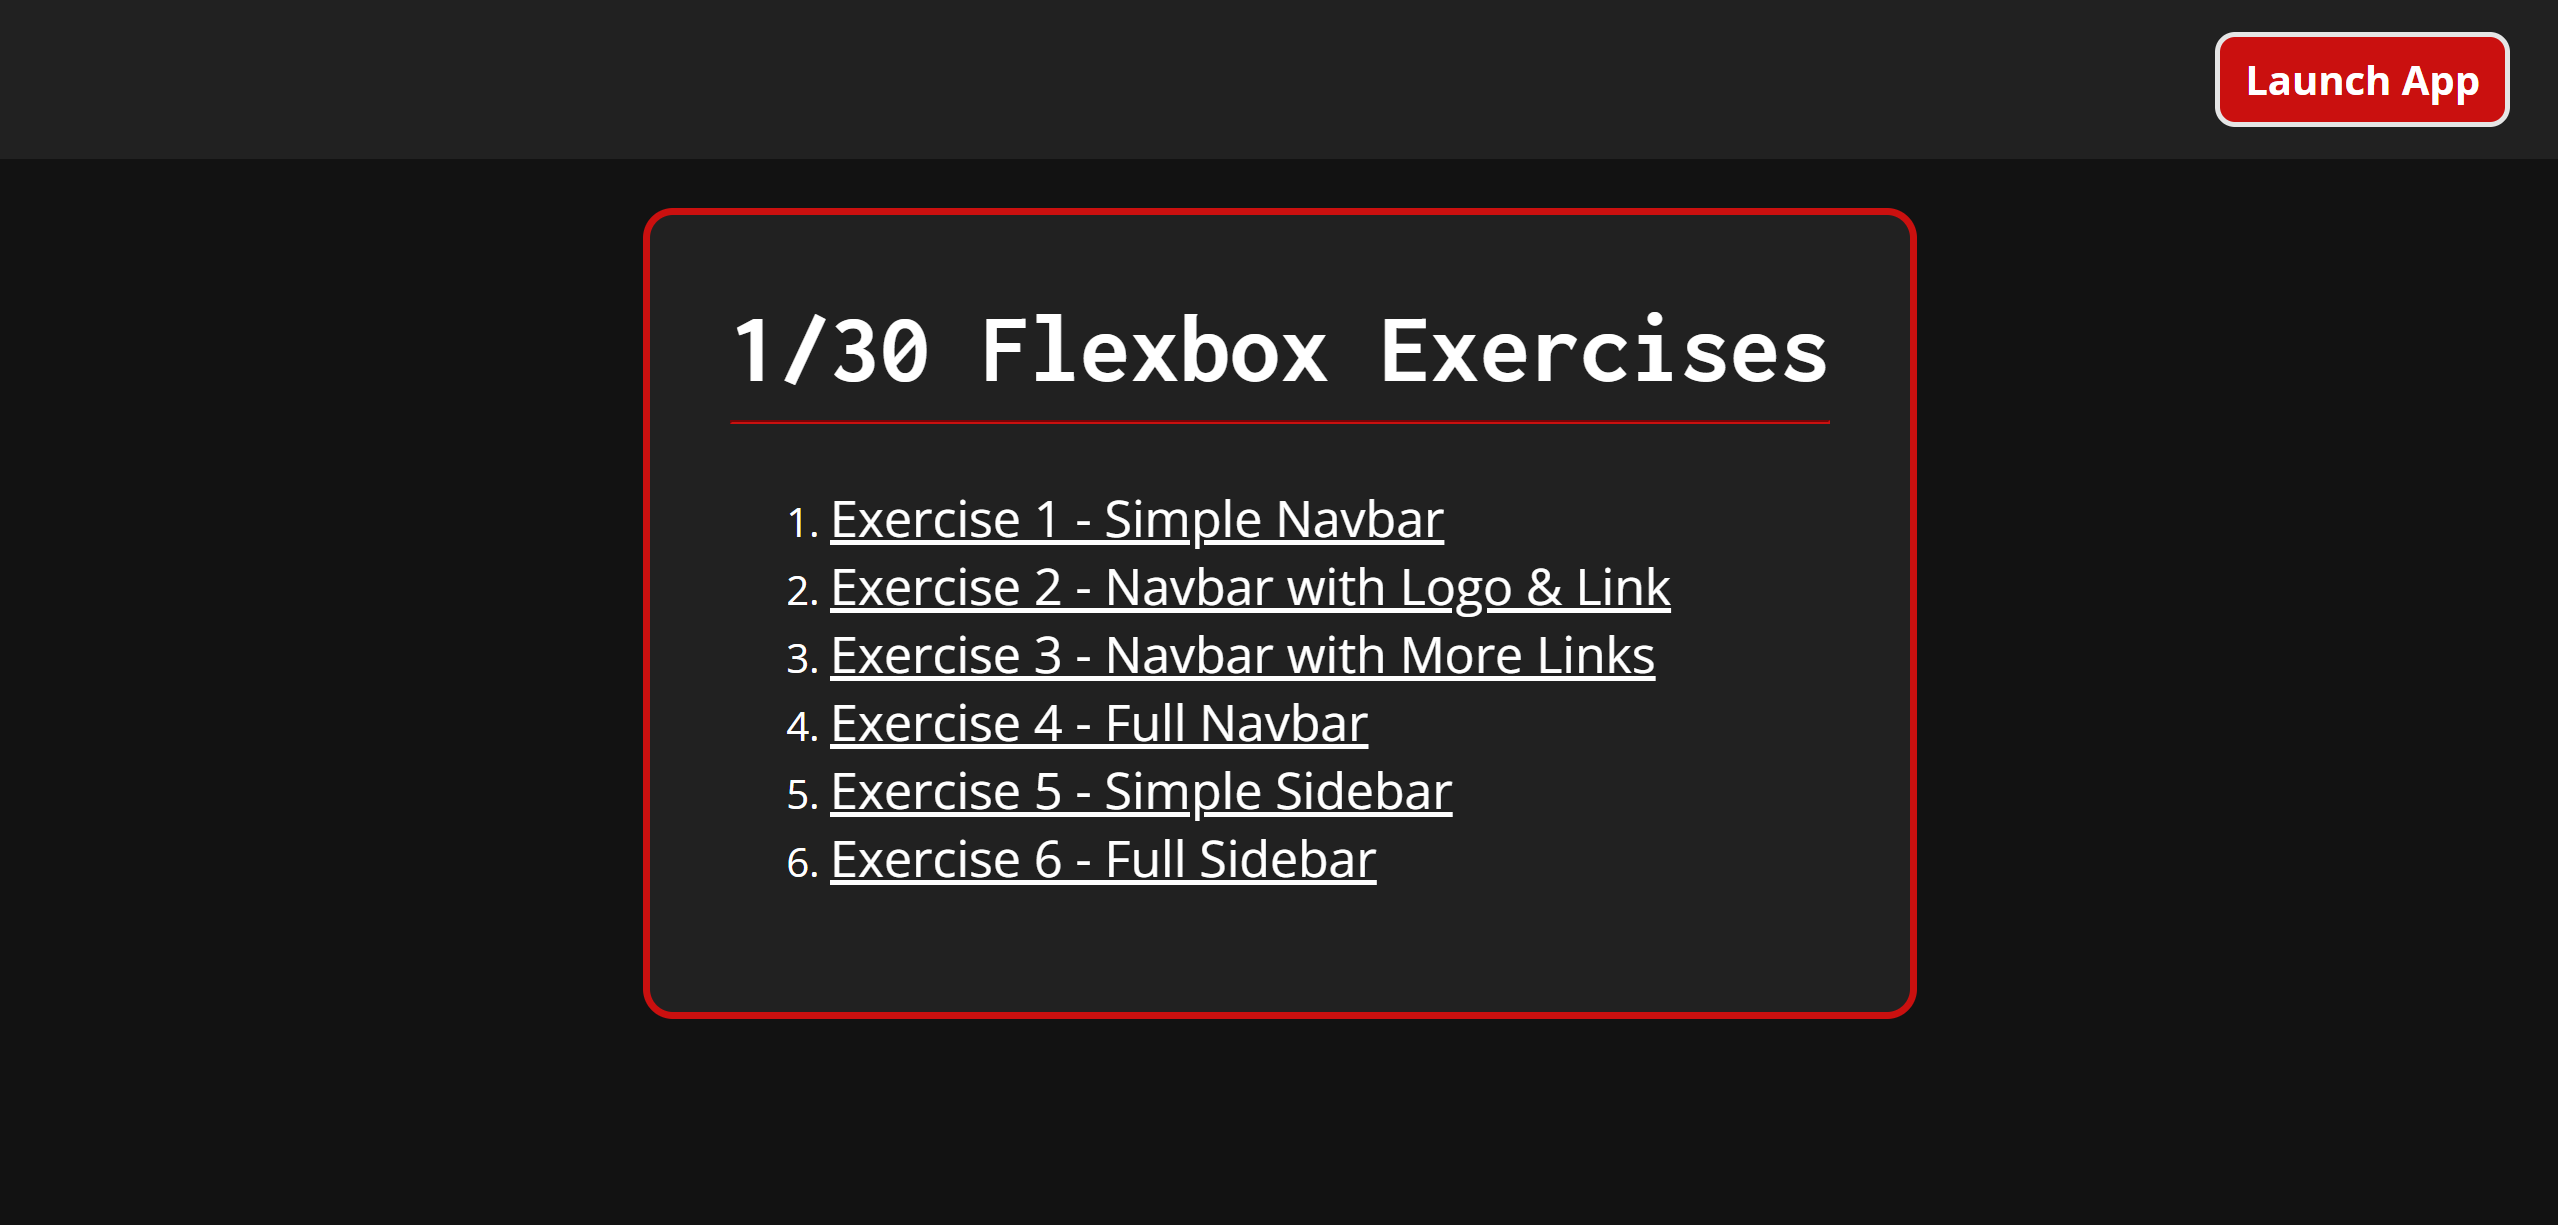 Launch App
1/30 Flexbox Exercises
1. Exercise 1 - Simple Navbar
2. Exercise 2 - Navbar with Logo & Link
3. Exercise 3 - Navbar with More Links
4. Exercise 4 - Full Navbar
5. Exercise 5 - Simple Sidebar
6. Exercise 6 - Full Sidebar